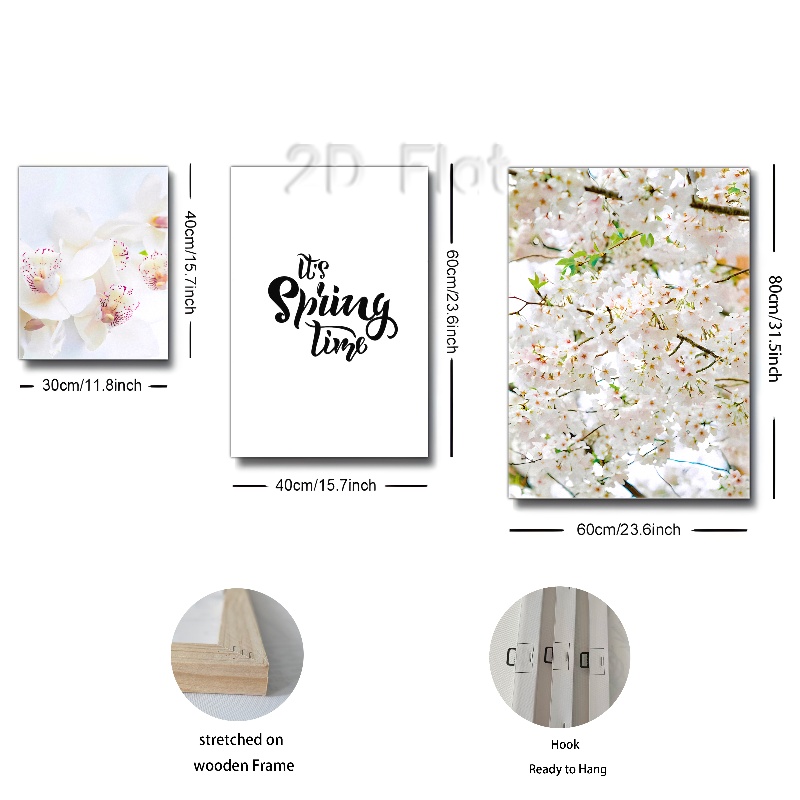 2D Flat
40cm/15.7inch
30cm/11.8inch
it's
Spring
time
60cm/23.6inch
40cm/15.7inch
80cm/31.5inch
60cm/23.6inch
stretched on
wooden Frame
Hook
Ready to Hang